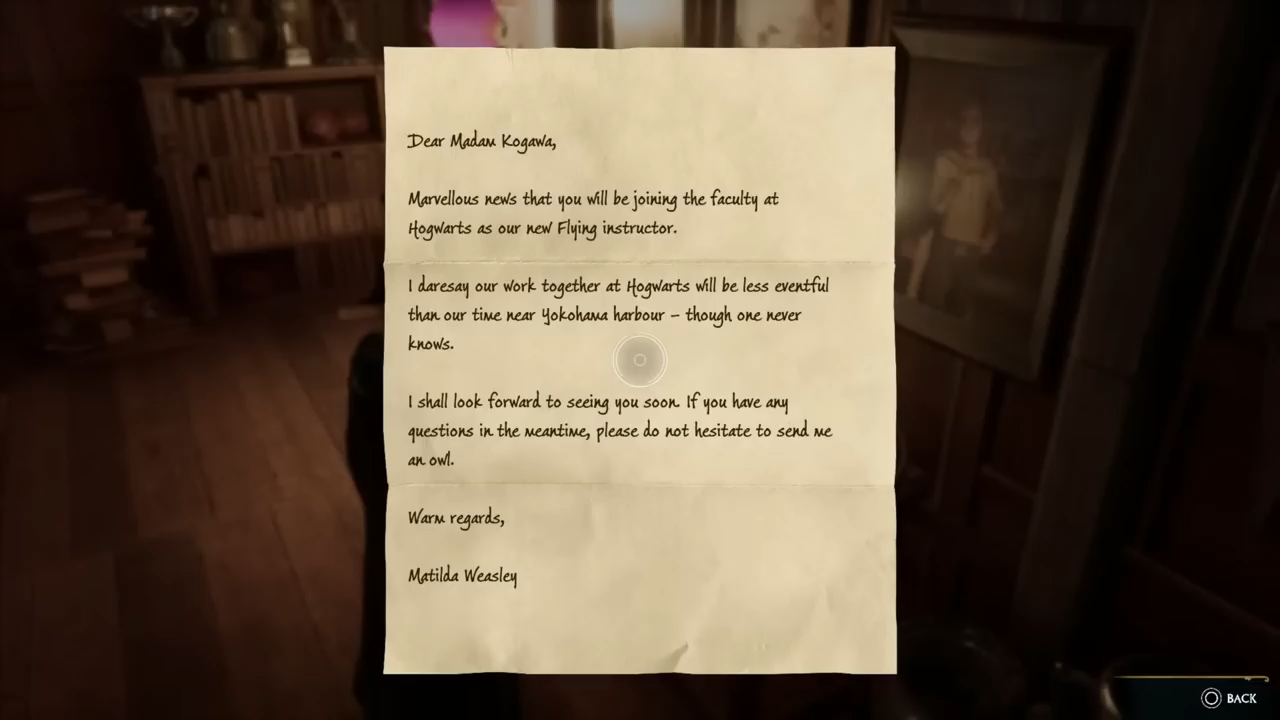 Dear Madam Kogawa,
Marvellous news that you will be joining the faculty at
Hogwarts as our new Flying instructor.
I daresay our work together at Hogwarts will be less eventful
than our time near Yokohama harbour – though one never
knows.
I shall look forward to seeing you soon. If you have any
questions in the meantime, please do not hesitate to send me
an owl.
Warm regards,
Matilda Weasley
BACK